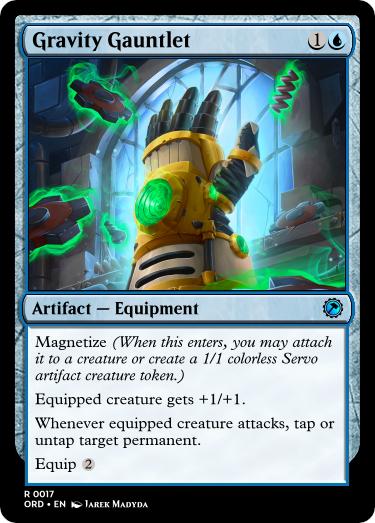 Gravity Gauntlet 1
Artifact — Equipment
Magnetize (When this enters, you may attach
it to a creature or create a 1/1 colorless Servo
artifact creature token.)
Equipped creature gets +1/+1.
Whenever equipped creature attacks, tap or
untap target permanent.
Equip 2
R 0017
ORD • EN Jarek Madyda